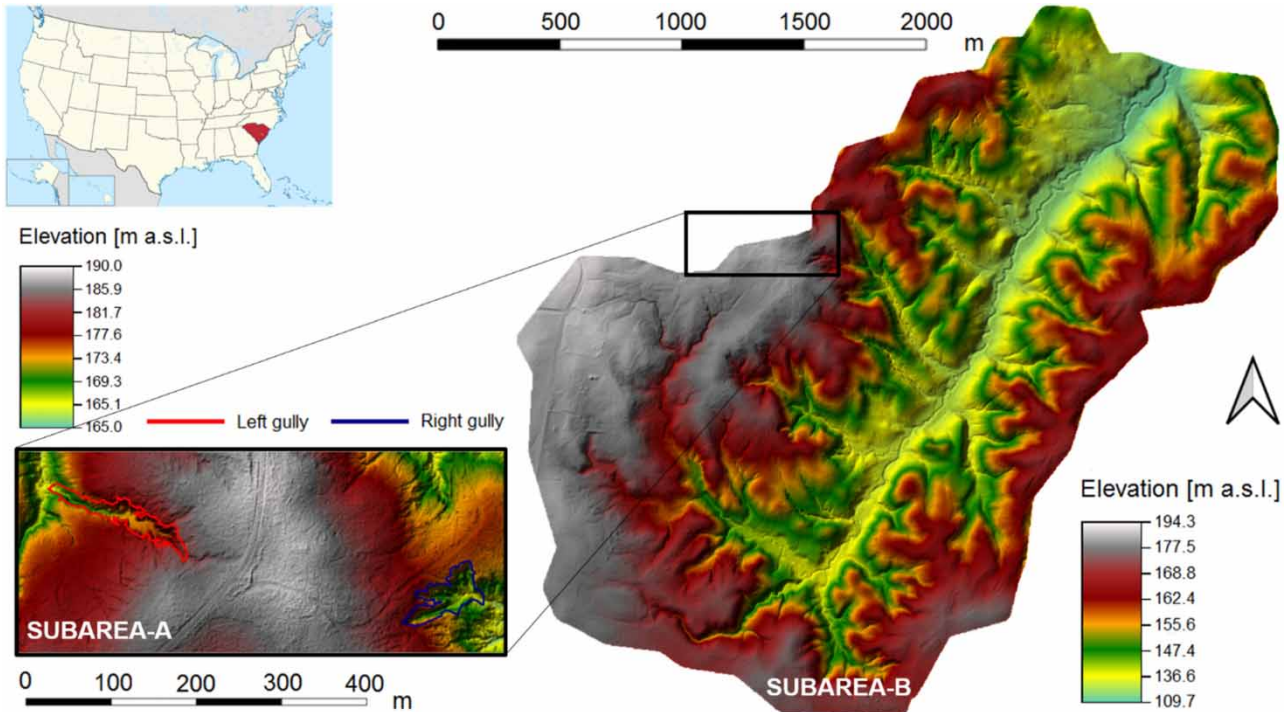 0 500 1000 1500 2000
m
Elevation [m a.s.l.]
190.0
185.9
181.7
177.6
173.4
169.3
165.1
165.0
Left gully
Right gully
SUBAREA-A
0 100 200 300 400
m
SUBAREA-B
Elevation [m a.s.l.]
194.3
177.5
168.8
162.4
155.6
147.4
136.6
109.7